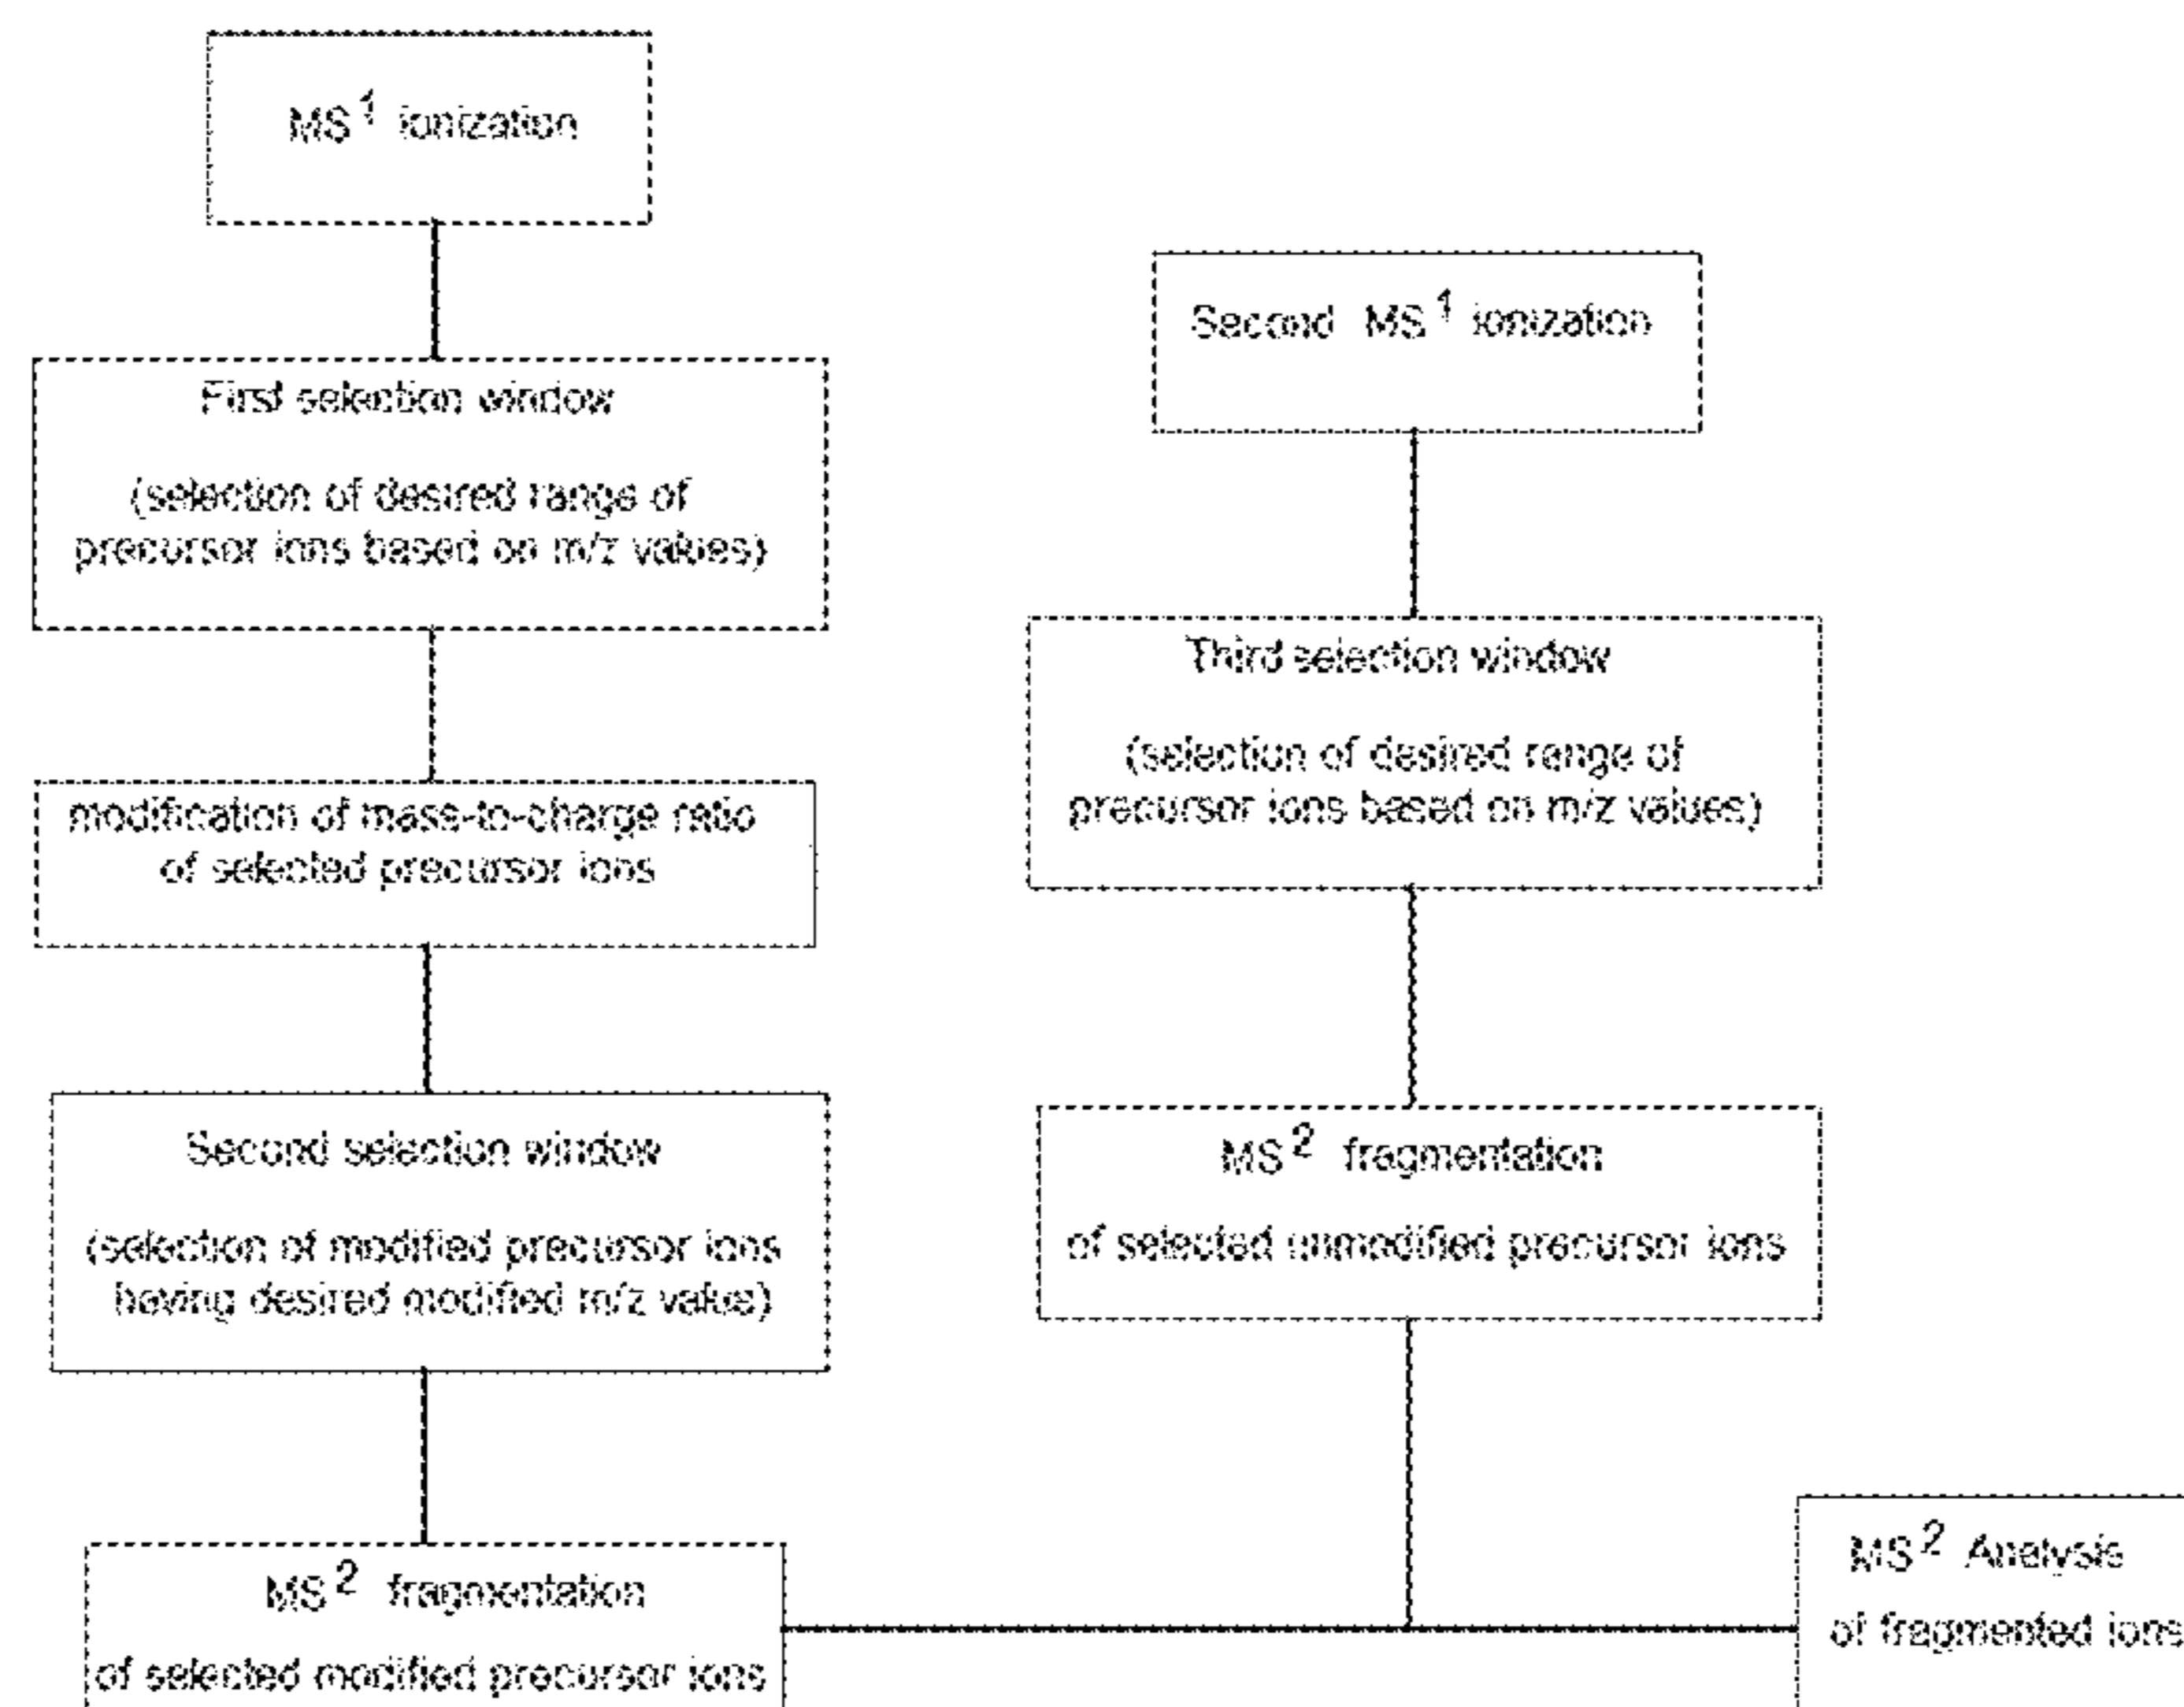 MS1 ionization
First selection window
(selection of desired range of
precursor ions based on m/z values)
modification of mass-to-charge ratio
of selected precursor ions
Second selection window
(selection of modified precursor ions
having desired modified m/z value)
MS2 fragmentation
of selected modified precursor ions
Second MS1 ionization
Third selection window
(selection of desired range of
precursor ions based on m/z values)
MS2 fragmentation
of selected unmodified precursor ions
MS2 Analysis
of fragmented ions